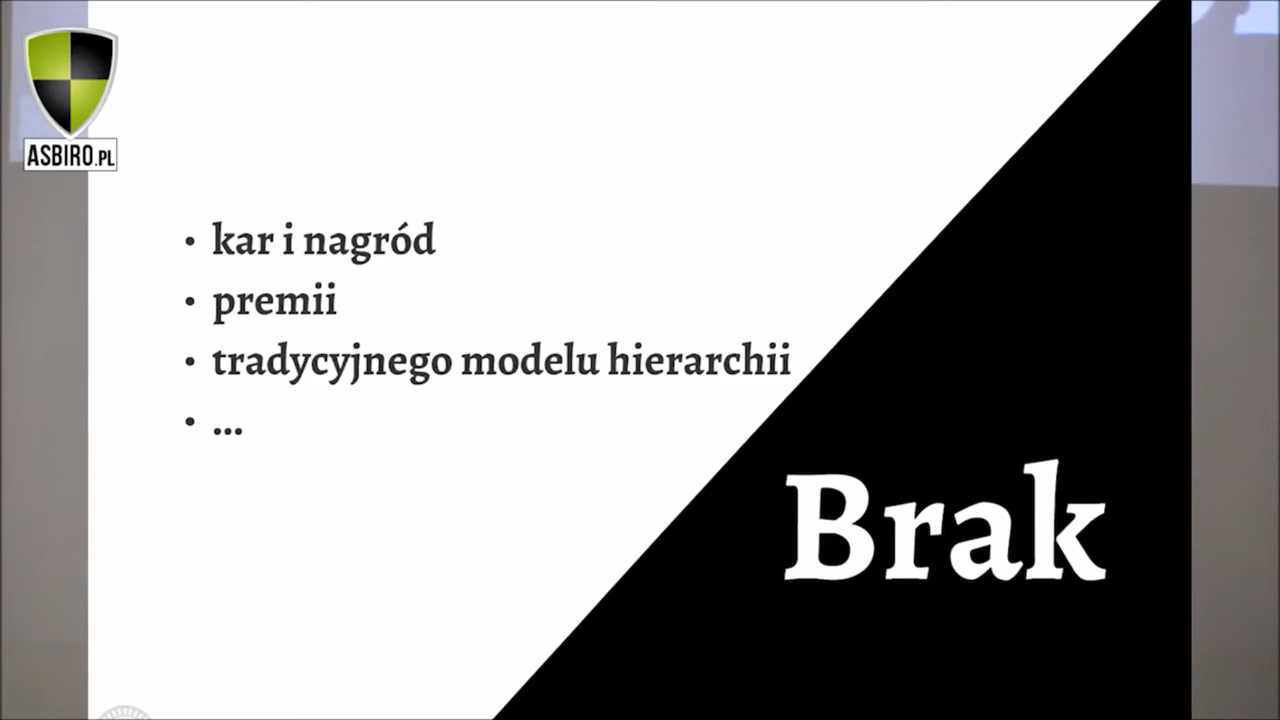 ASBIRO.PL
• kar i nagród
• premii
• tradycyjnego modelu hierarchii
• ...
Brak